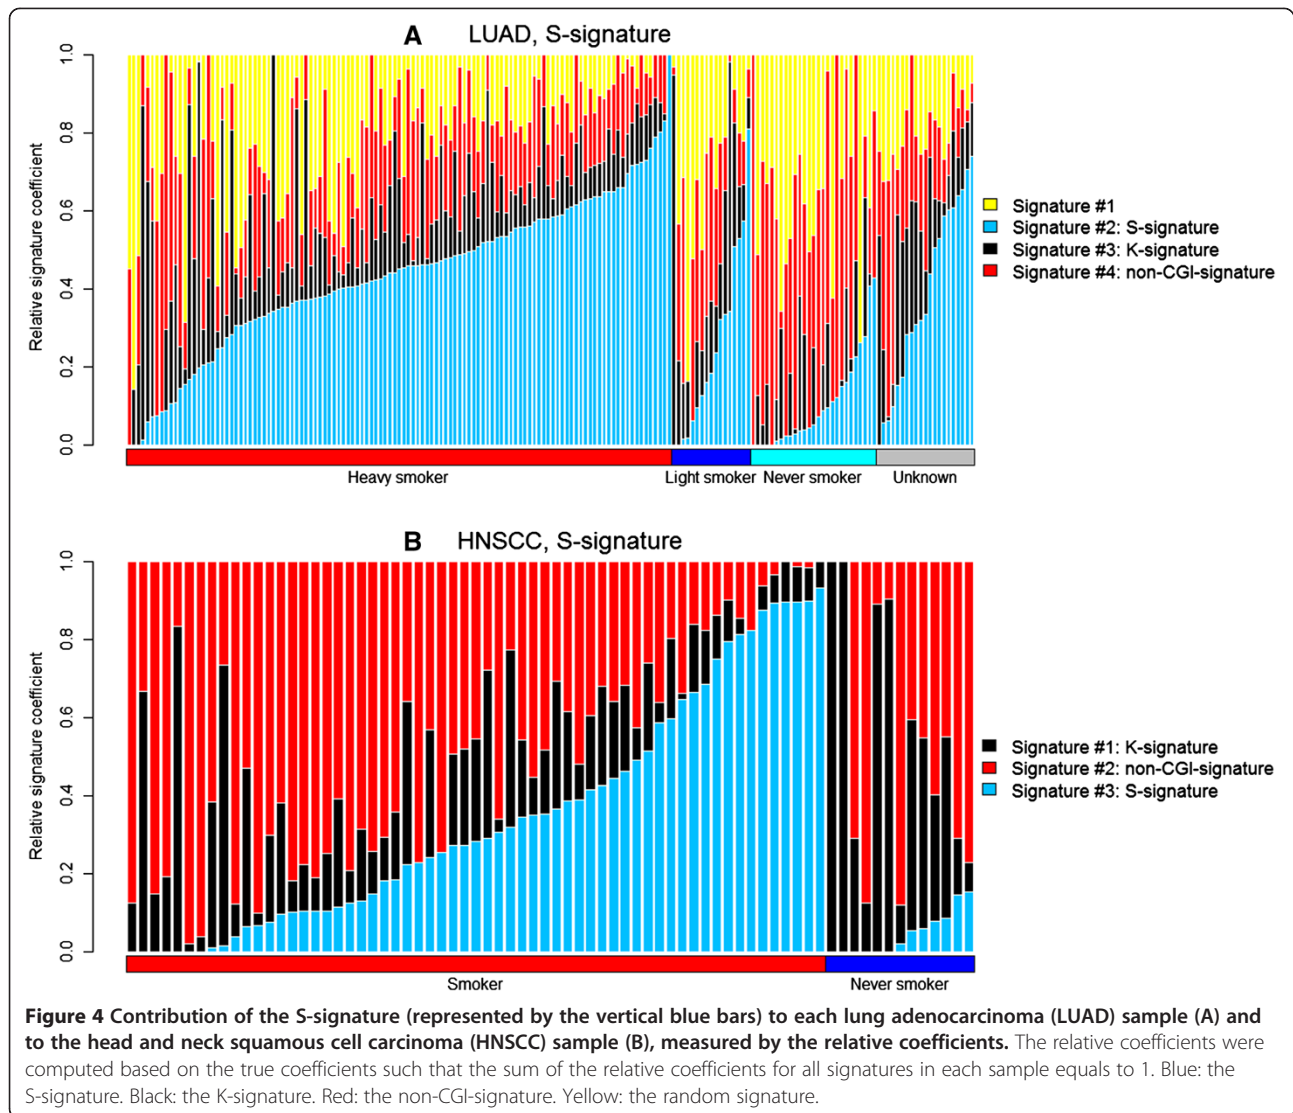 A LUAD, S-signature
Relative signature coefficient
1.0
0.8
0.6
0.4
0.2
0.0
Signature #1
Signature #2: S-signature
Signature #3: K-signature
Signature #4: non-CGI-signature
Heavy smoker Light smoker Never smoker Unknown
B HNSCC, S-signature
Relative signature coefficient
1.0
0.8
0.6
0.4
0.2
0.0
Signature #1: K-signature
Signature #2: non-CGI-signature
Signature #3: S-signature
Smoker Never smoker
Figure 4 Contribution of the S-signature (represented by the vertical blue bars) to each lung adenocarcinoma (LUAD) sample (A) and
to the head and neck squamous cell carcinoma (HNSCC) sample (B), measured by the relative coefficients. The relative coefficients were
computed based on the true coefficients such that the sum of the relative coefficients for all signatures in each sample equals to 1. Blue: the
S-signature. Black: the K-signature. Red: the non-CGI-signature. Yellow: the random signature.